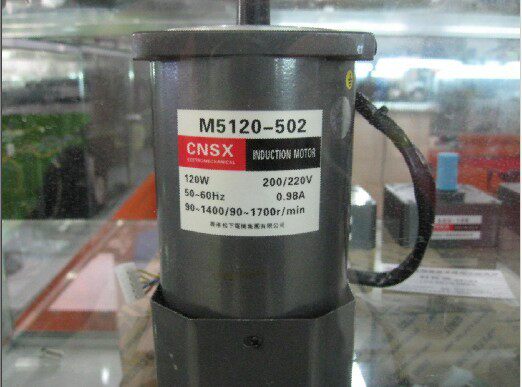 M5120-502
CNSX INDUCTION MOTOR
120W 200/220V
50-60Hz 0.98A
90~1400/90~1700r/min